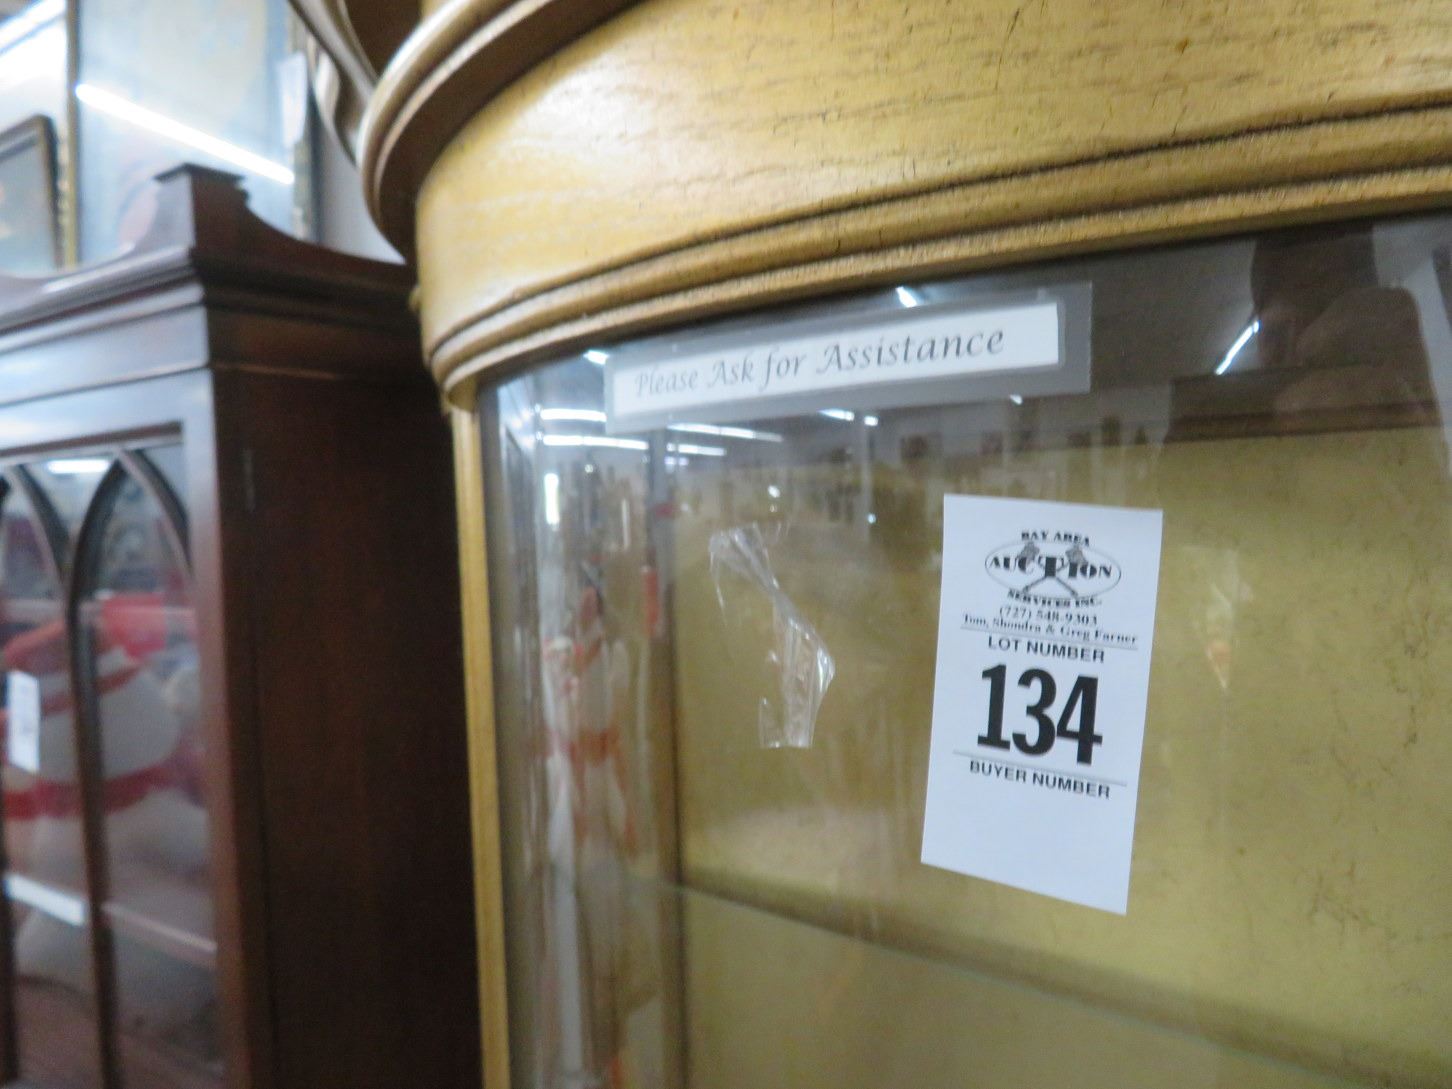 Please Ask for Assistance
BAY AREA
AUCTION
SERVICES INC.
(727) 548-9303
Tom, Shondra & Greg Farner
LOT NUMBER
134
BUYER NUMBER